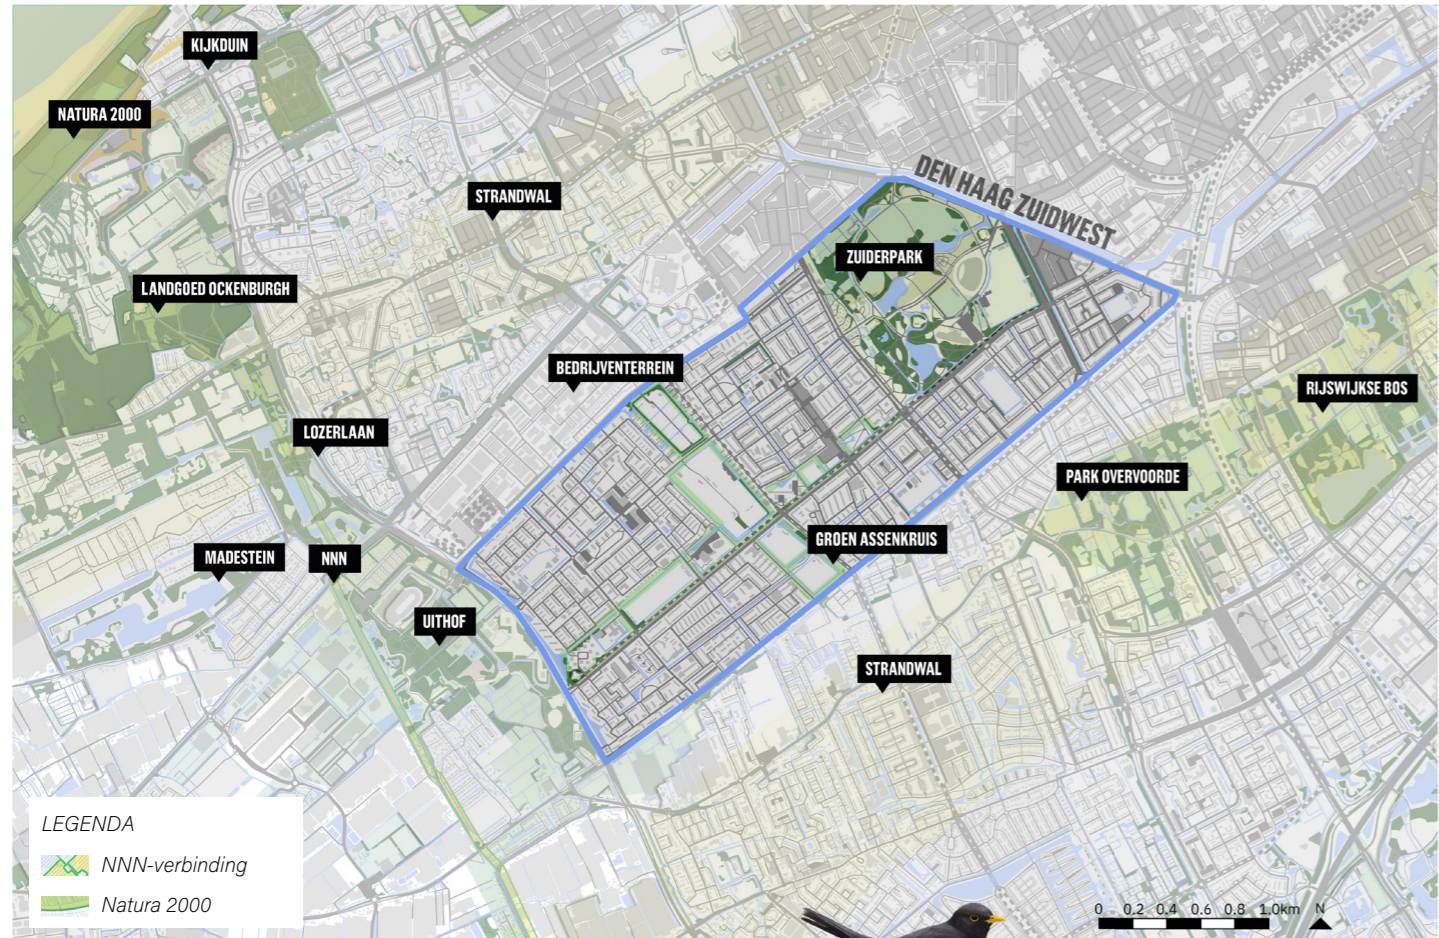 KIJKDUIN
NATURA 2000
STRANDWAL
DEN HAAG ZUIDWEST
ZUIDERPARK
LANDGOED OCKENBURGH
BEDRIJVENTERREIN
RIJSWIJKSE BOS
LOZERLAAN
PARK OVERVOORDE
GROEN ASSENKRUIS
MADESTEIN
NNN
UITHOF
STRANDWAL
LEGENDA
NNN-verbinding
Natura 2000
0 0.2 0.4 0.6 0.8 1.0km N